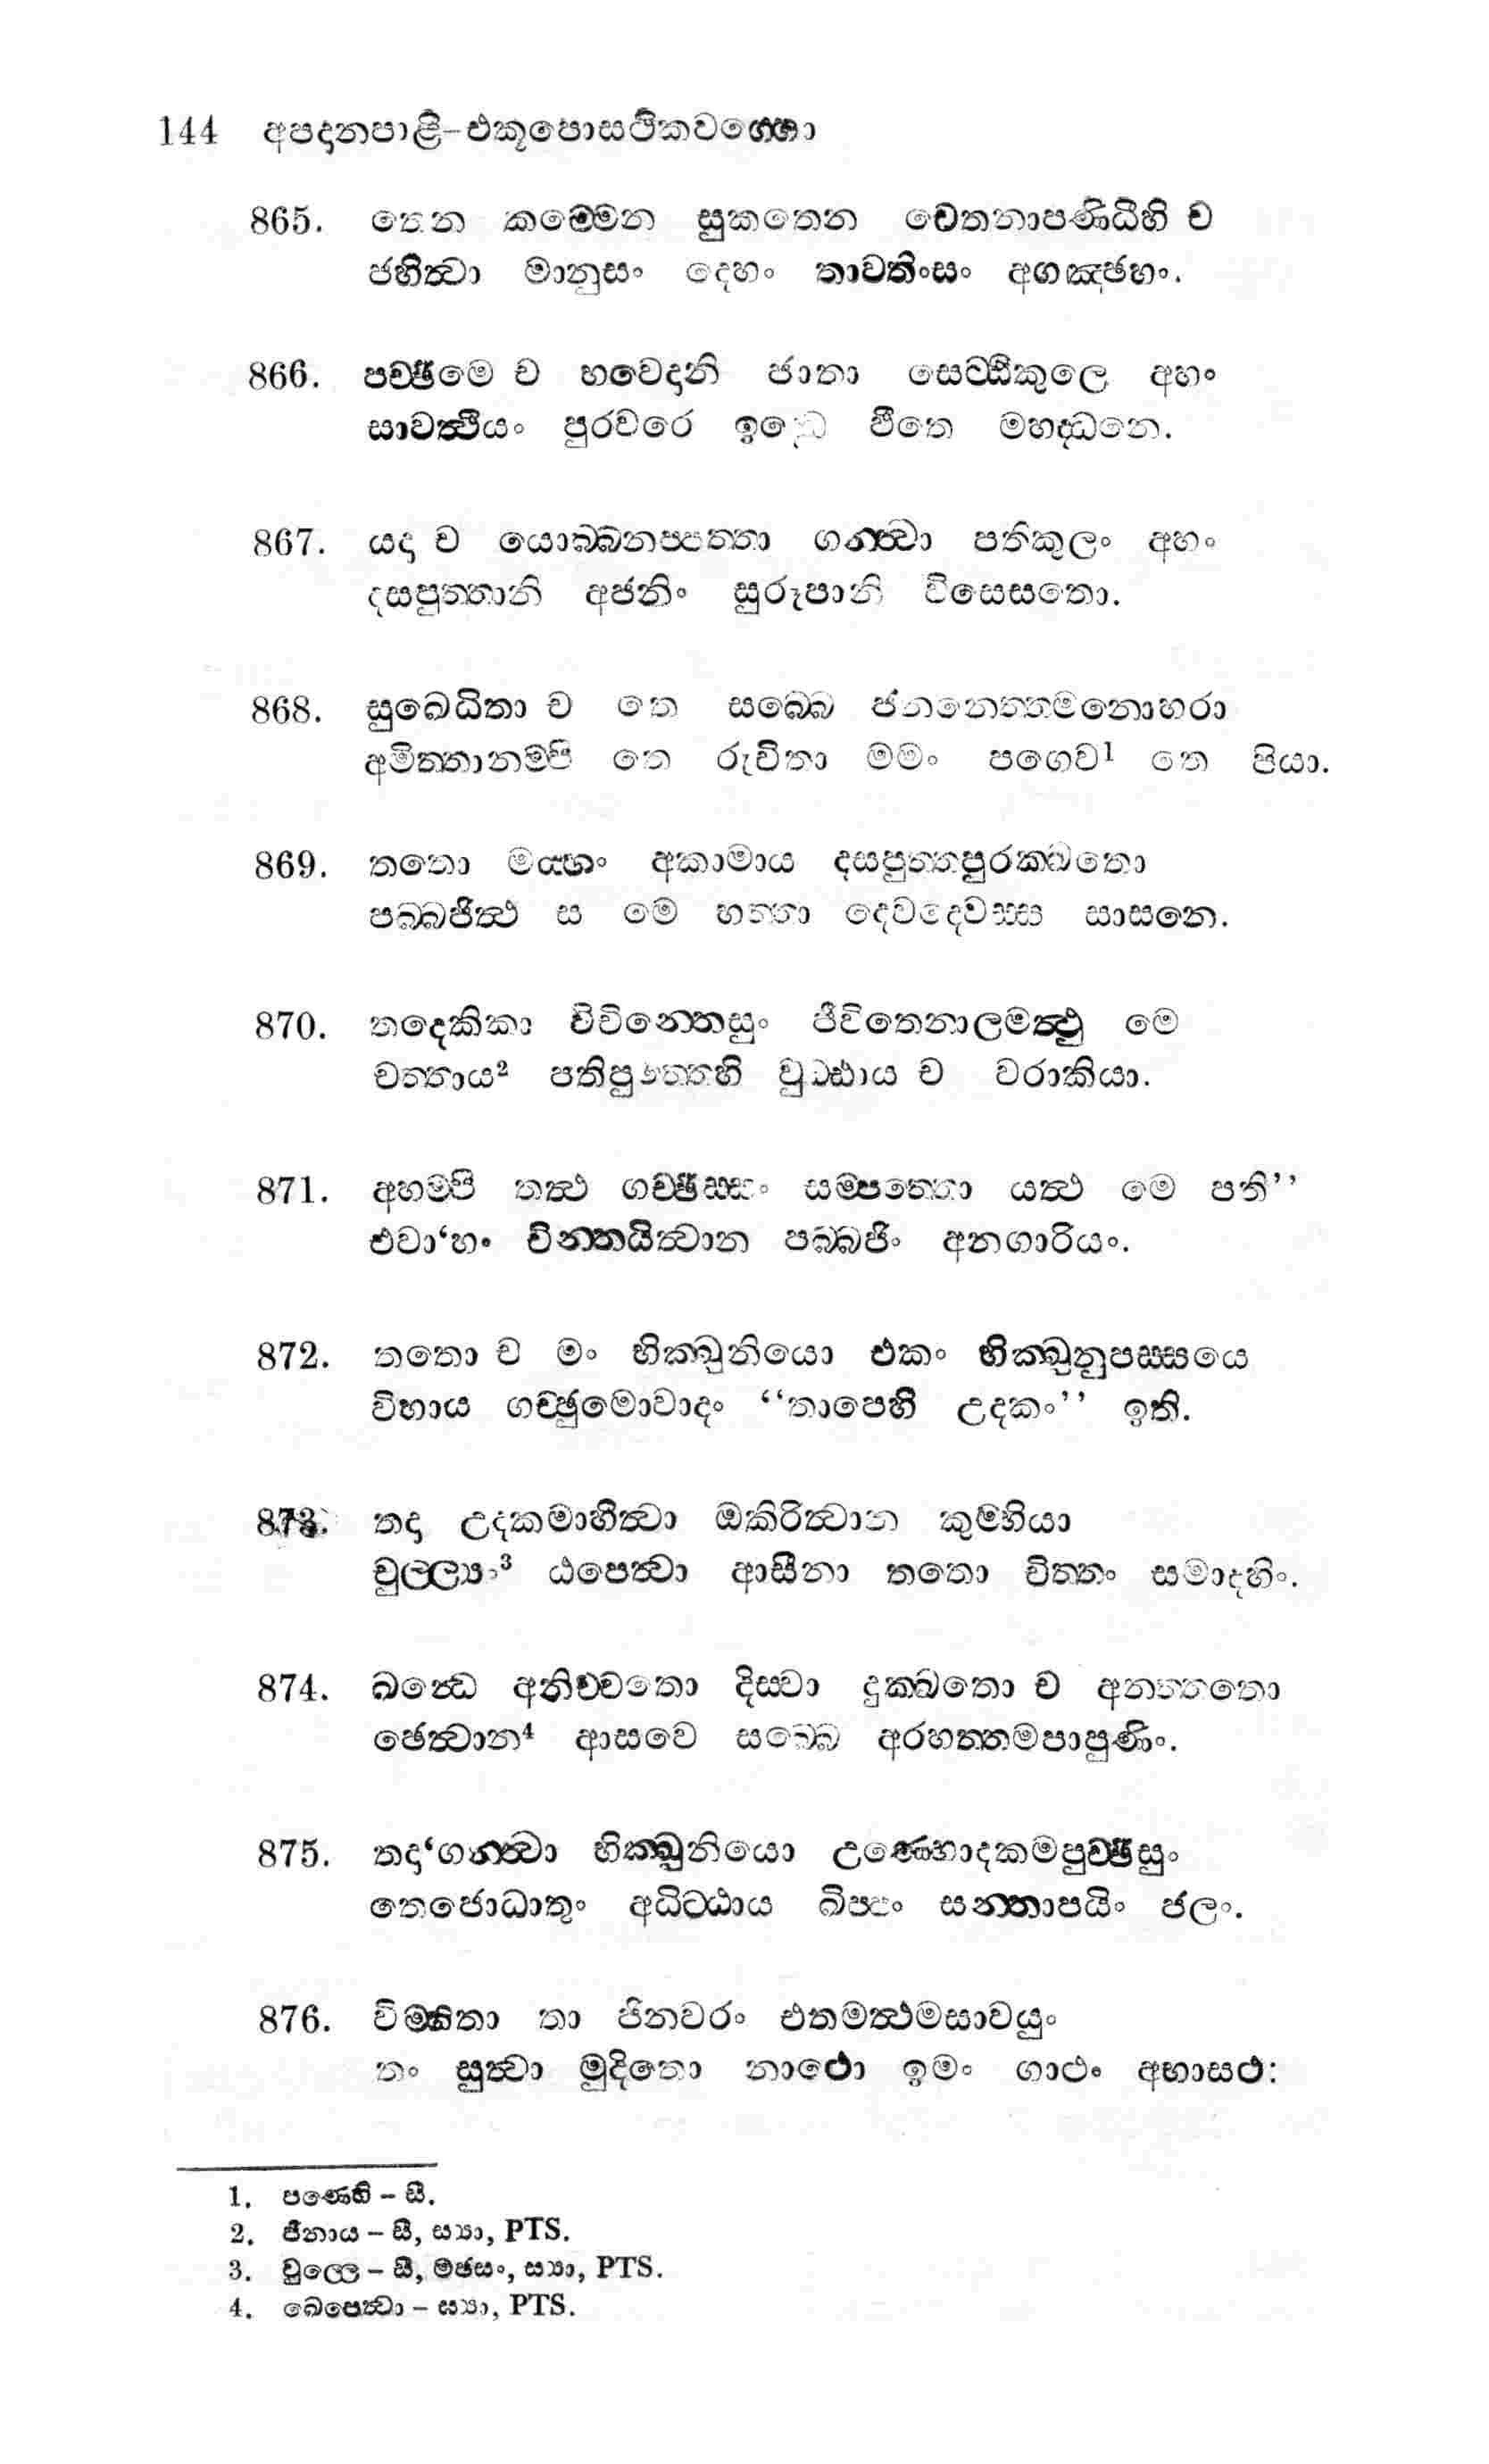 144 අපදානපාළි-එකූපොසථිකවග්ගො
865. තෙන කම්මෙන සුකතෙන චෙතනාපණිධීහි ච
ජහිත්වා මානුසං දෙහං තාවතිංසං අගඤ්ඡහං.
866. පච්ඡිමෙ ච භවෙදානි ජාතා සෙට්ඨිකුලෙ අහං
සාවත්ථියං පුරවරෙ ඉද්ධෙ ඵීතෙ මහද්ධනෙ.
867. යදා ච යොබ්බනප්පත්තා ගන්ත්වා පතිකුලං අහං
දසපුත්තානි අජනිං සුරූපානි විසෙසතො.
868. සුඛෙධිතා ච තෙ සබ්බෙ ජනනෙත්තමනොහරා
අමිත්තානම්පි තෙ රුචිතා මමං පගෙව¹ තෙ පියා.
869. තතො මය්හං අකාමාය දසපුත්තපුරක්ඛතො
පබ්බජිත්ථ ස මෙ භත්තා දෙවදෙවස්ස සාසනෙ.
870. තදෙකිකා විචින්තෙසුං ජීවිතෙනාලමත්ථු මෙ
චත්තාය² පතිපුත්තෙහි වුඩ්ඪාය ච වරාකියා.
871. අහම්පි තත්ථ ගච්ඡිස්සං සම්පත්තො යත්ථ මෙ පති’’
එවා‘හං චින්තයිත්වාන පබ්බජිං අනගාරියං.
872. තතො ච මං භික්ඛුනියො එකං භික්ඛුනුපස්සයෙ
විහාය ගච්ඡුමොවාදං ‘‘තාපෙහි උදකං’’ ඉති.
873. තදා උදකමාහිත්වා ඔකිරිත්වාන කුම්භියා
චුල්ල්‍යා³ ඨපෙත්වා ආසීනා තතො චිත්තං සමාදහිං.
874. ඛන්ධෙ අනිච්චතො දිස්වා දුක්ඛතො ච අනත්තතො
ඡෙත්වාන⁴ ආසවෙ සබ්බෙ අරහත්තමපාපුණිං.
875. තදා‘ගන්ත්වා භික්ඛුනියො උණ්හොදකමපුච්ඡිසුං
තෙජොධාතුං අධිට්ඨාය ඛිප්පං සන්තාපයිං ජලං.
876. විම්හිතා තා ජිනවරං එතමත්ථමසාවයුං
තං සුත්වා මුදිතො නාථො ඉමං ගාථං අභාසථ:
1. පණෙහි – සී.
2. ජීනාය – සී, ස්‍යා, PTS.
3. චුල්ලෙ – සී, මජසං, ස්‍යා, PTS.
4. ඛෙපෙත්වා – ස්‍යා, PTS.